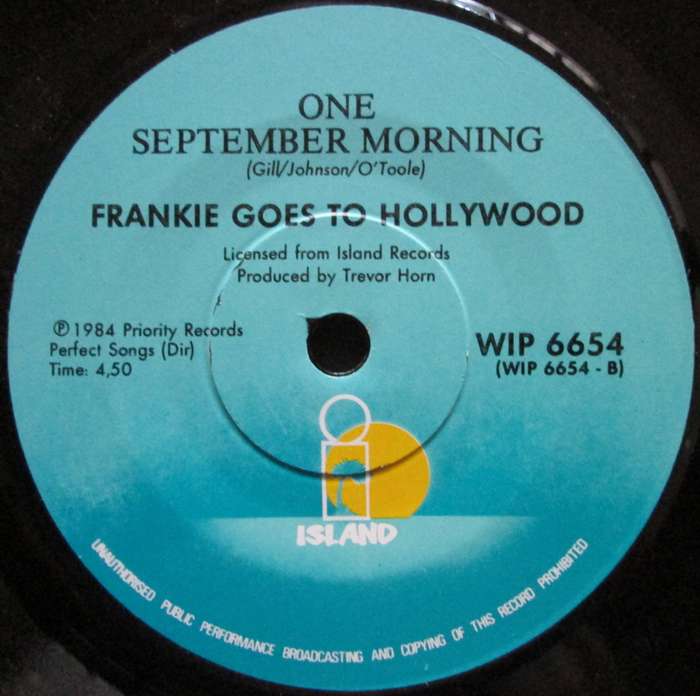 ONE
SEPTEMBER MORNING
(Gill/Johnson/O'Toole)
FRANKIE GOES TO HOLLYWOOD
Licensed from Island Records
Produced by Trevor Horn
℗ 1984 Priority Records
Perfect Songs (Dir)
Time: 4,50
WIP 6654
(WIP 6654 - B)
ISLAND
UNAUTHORISED PUBLIC PERFORMANCE BROADCASTING AND COPYING OF THIS RECORD PROHIBITED